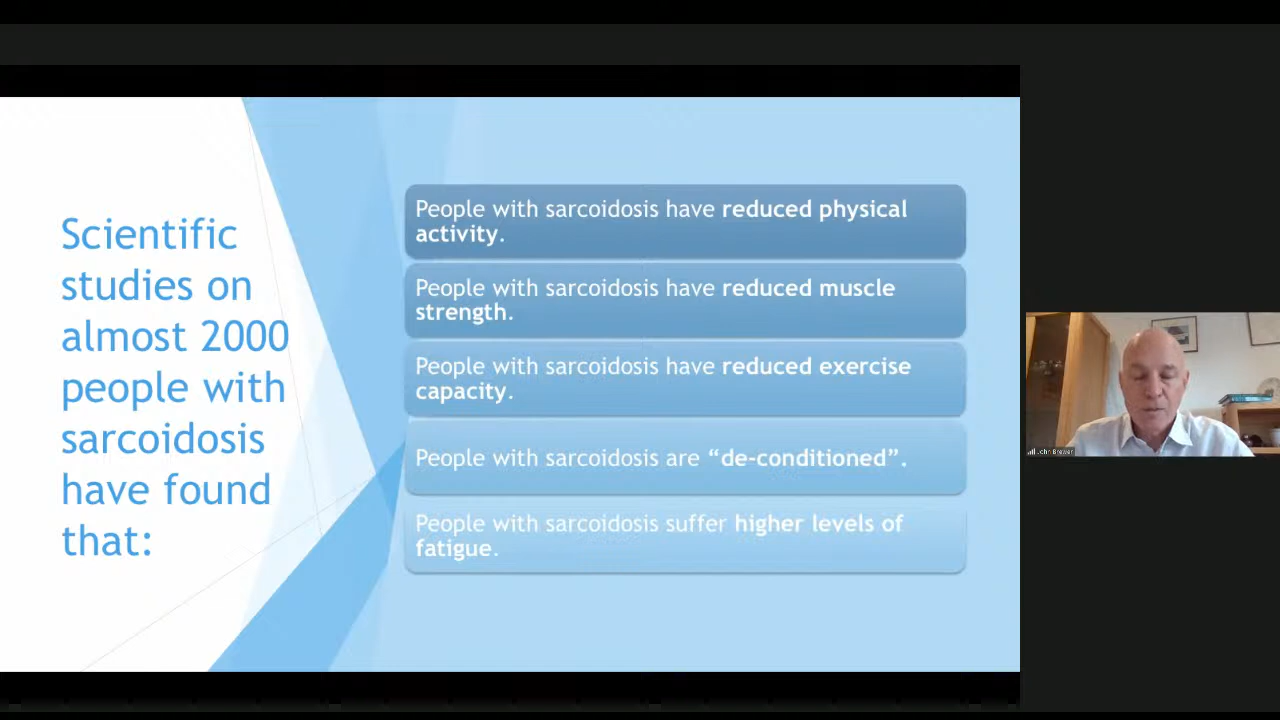 Scientific
studies on
almost 2000
people with
sarcoidosis
have found
that:
People with sarcoidosis have reduced physical
activity.
People with sarcoidosis have reduced muscle
strength.
People with sarcoidosis have reduced exercise
capacity.
People with sarcoidosis are “de-conditioned”.
People with sarcoidosis suffer higher levels of
fatigue.
John Brewer